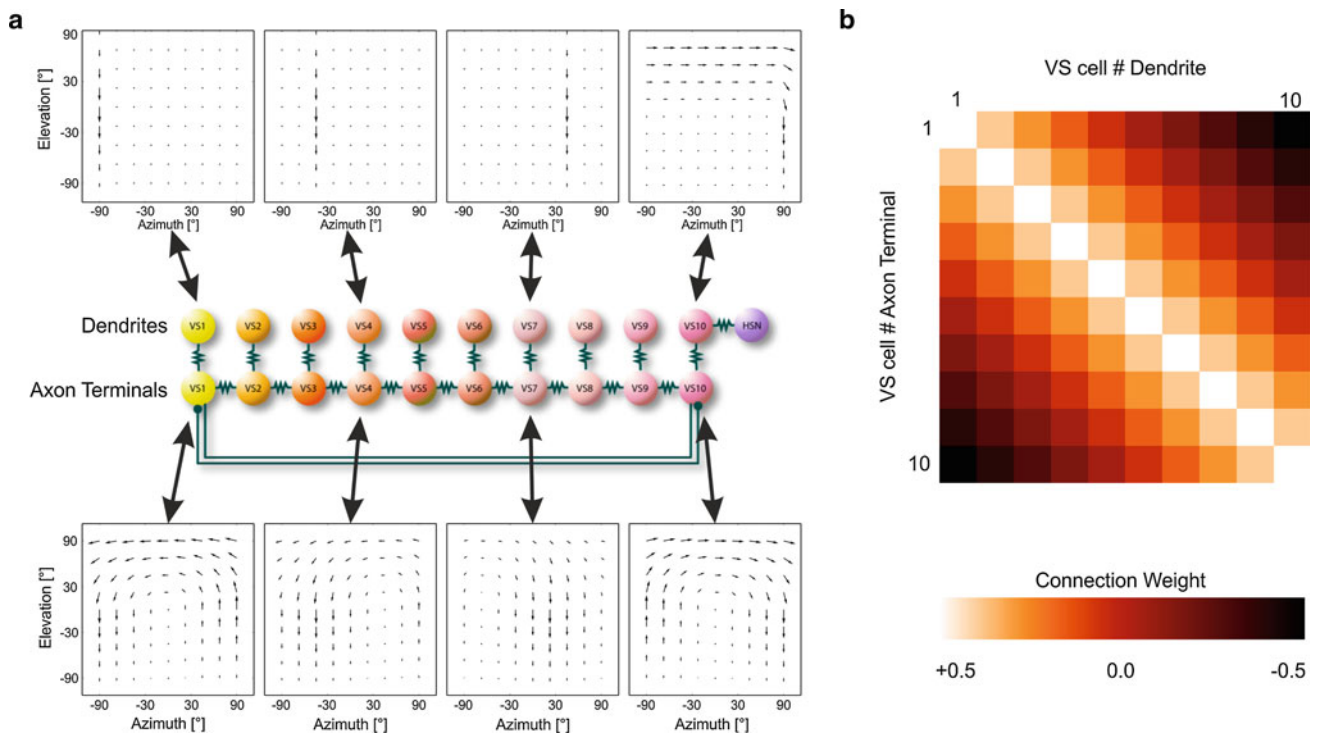 a
Elevation [°]
90
30
-30
-90
-90 -30 30 90
Azimuth [°]
-90 -30 30 90
Azimuth [°]
-90 -30 30 90
Azimuth [°]
-90 -30 30 90
Azimuth [°]
Dendrites
VS1 VS2 VS3 VS4 VS5 VS6 VS7 VS8 VS9 VS10 HSN
Axon Terminals
VS1 VS2 VS3 VS4 VS5 VS6 VS7 VS8 VS9 VS10
Elevation [°]
90
30
-30
-90
-90 -30 30 90
Azimuth [°]
-90 -30 30 90
Azimuth [°]
-90 -30 30 90
Azimuth [°]
-90 -30 30 90
Azimuth [°]
b
VS cell # Dendrite
1 10
VS cell # Axon Terminal
1
10
Connection Weight
+0.5 0.0 -0.5